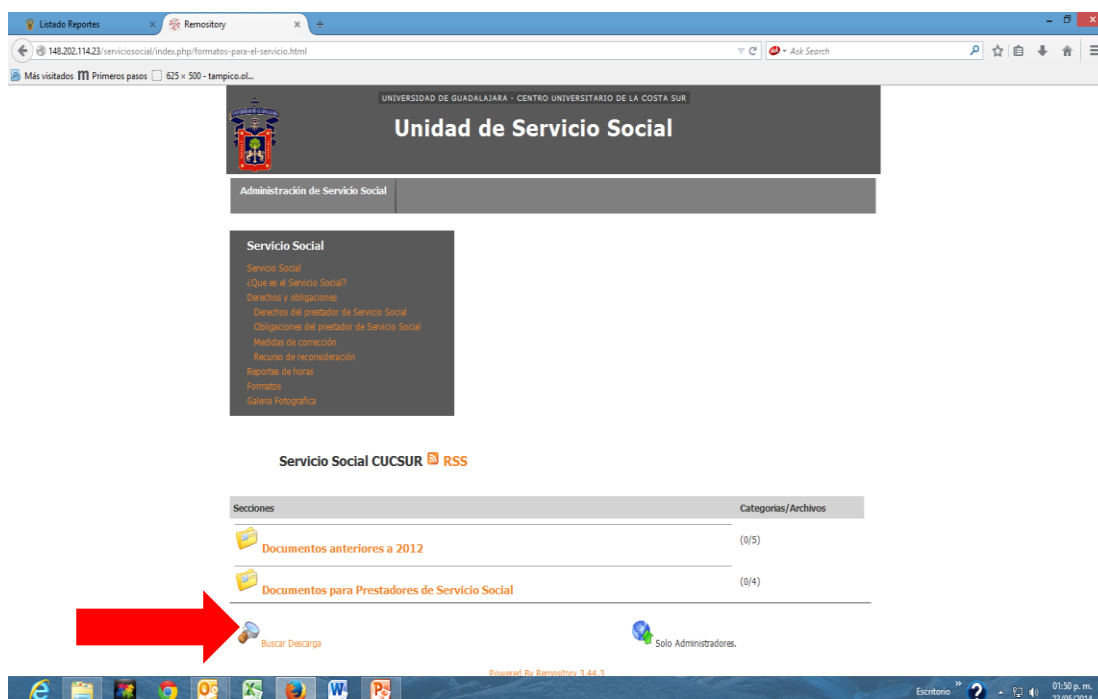 Listado Reportes × Remository × +
148.202.114.23/serviciosocial/index.php/formatos-para-el-servicio.html Ask Search
Más visitados Primeros pasos 625 × 500 - tampico.ol...
UNIVERSIDAD DE GUADALAJARA - CENTRO UNIVERSITARIO DE LA COSTA SUR
Unidad de Servicio Social
Administración de Servicio Social
Servicio Social
Servicio Social
¿Que es el Servicio Social?
Derechos y obligaciones
Derechos del prestador de Servicio Social
Obligaciones del prestador de Servicio Social
Medidas de corrección
Recurso de reconsideración
Reportes de horas
Formatos
Galeria Fotografica
Servicio Social CUCSUR RSS
Secciones Categorias/Archivos
Documentos anteriores a 2012 (0/5)
Documentos para Prestadores de Servicio Social (0/4)
Buscar Descarga Solo Administradores.
Powered By Remository 3.44.3
Escritorio » 01:50 p. m.